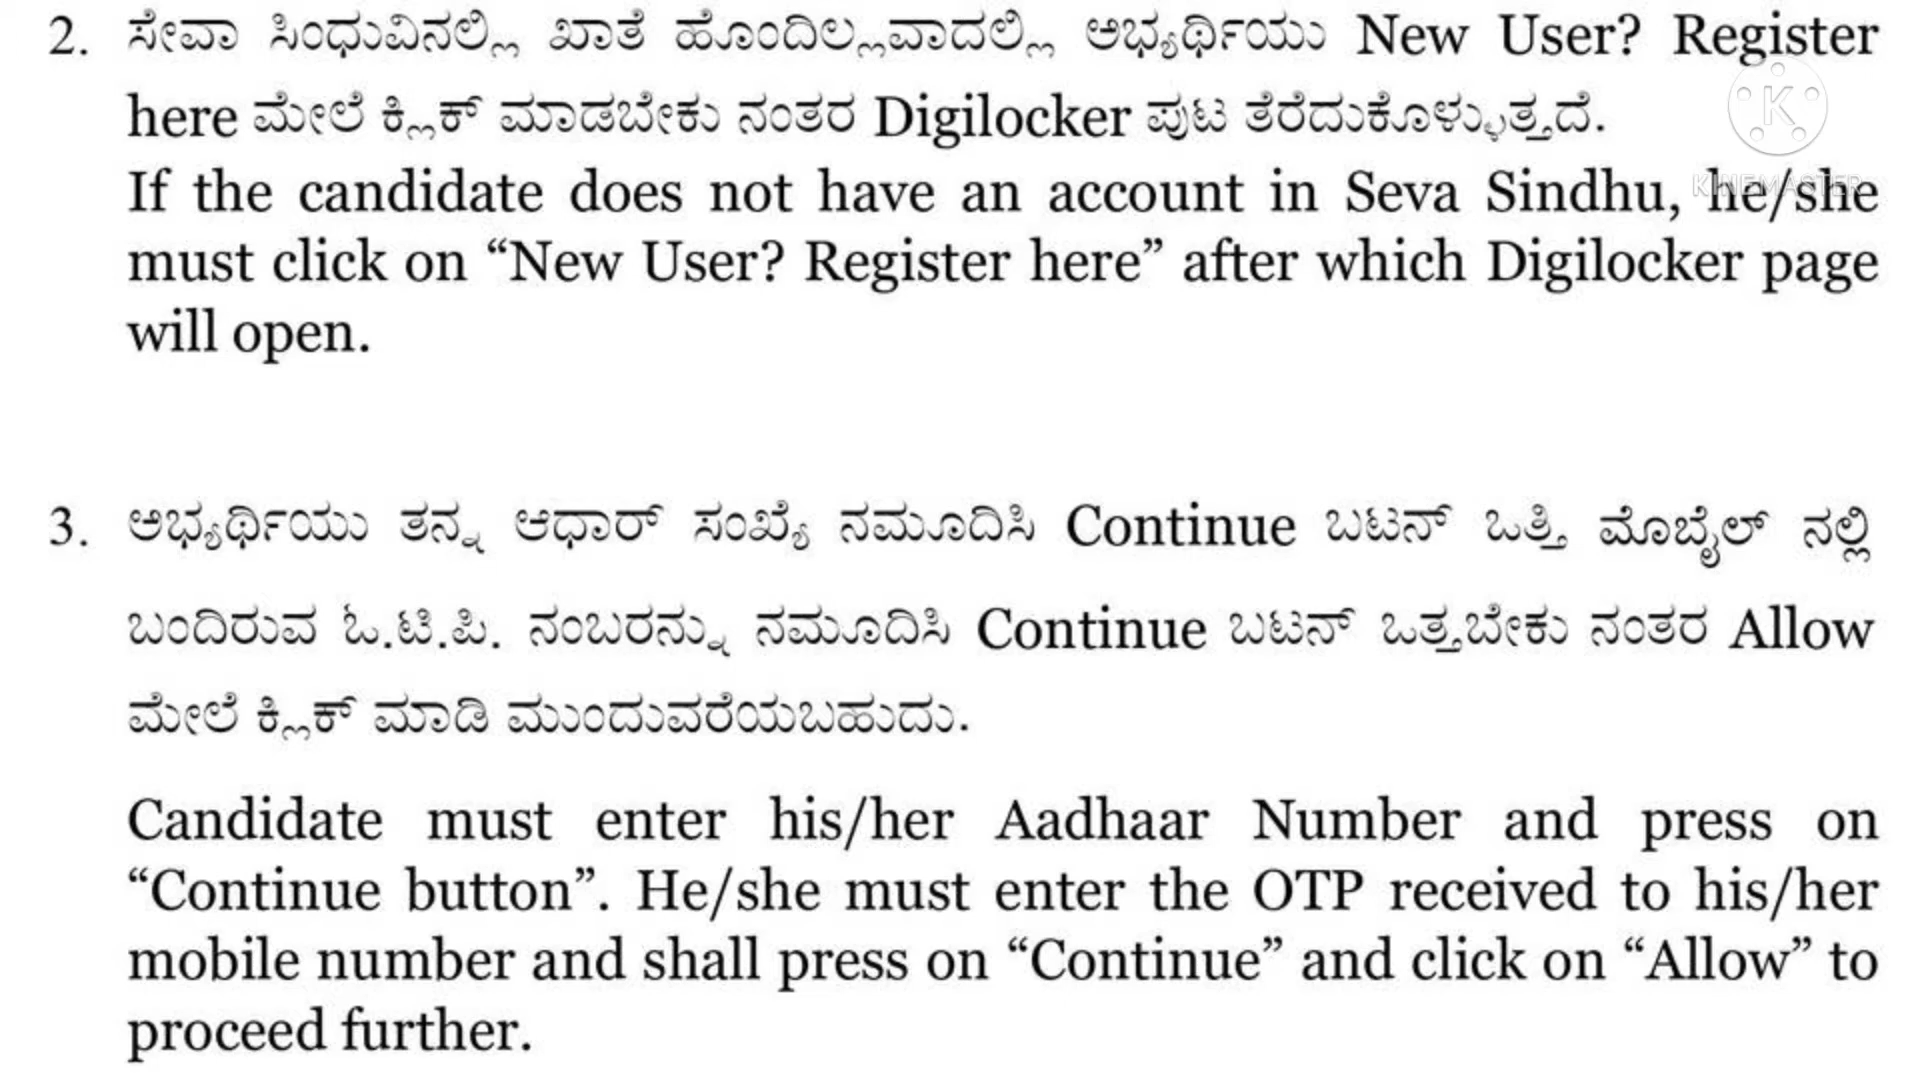 2. ಸೇವಾ ಸಿಂಧುವಿನಲ್ಲಿ ಖಾತೆ ಹೊಂದಿಲ್ಲವಾದಲ್ಲಿ ಅಭ್ಯರ್ಥಿಯು New User? Register
here ಮೇಲೆ ಕ್ಲಿಕ್ ಮಾಡಬೇಕು ನಂತರ Digilocker ಪುಟ ತೆರೆದುಕೊಳ್ಳುತ್ತದೆ.
If the candidate does not have an account in Seva Sindhu, he/she
must click on “New User? Register here” after which Digilocker page
will open.
3. ಅಭ್ಯರ್ಥಿಯು ತನ್ನ ಆಧಾರ್ ಸಂಖ್ಯೆ ನಮೂದಿಸಿ Continue ಬಟನ್ ಒತ್ತಿ ಮೊಬೈಲ್ ನಲ್ಲಿ
ಬಂದಿರುವ ಓ.ಟಿ.ಪಿ. ನಂಬರನ್ನು ನಮೂದಿಸಿ Continue ಬಟನ್ ಒತ್ತಬೇಕು ನಂತರ Allow
ಮೇಲೆ ಕ್ಲಿಕ್ ಮಾಡಿ ಮುಂದುವರೆಯಬಹುದು.
Candidate must enter his/her Aadhaar Number and press on
“Continue button”. He/she must enter the OTP received to his/her
mobile number and shall press on “Continue” and click on “Allow” to
proceed further.
K
KINEMASTER